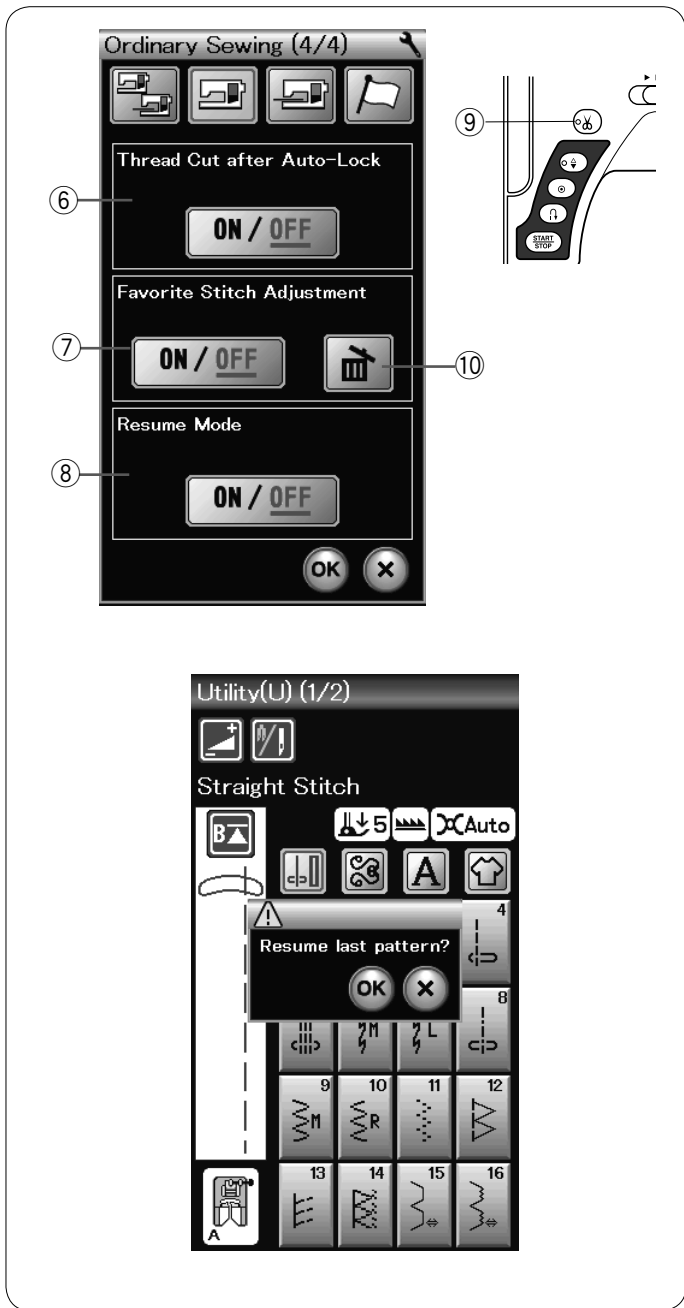 Ordinary Sewing (4/4)
Thread Cut after Auto-Lock
⑥
ON / OFF
Favorite Stitch Adjustment
⑦
ON / OFF
⑩
Resume Mode
⑧
ON / OFF
OK ×
⑨
START
STOP
Utility(U) (1/2)
Straight Stitch
B
5
Auto
A
4
Resume last pattern?
OK ×
8
M
L
9
10
11
12
M
R
13
14
15
16
A